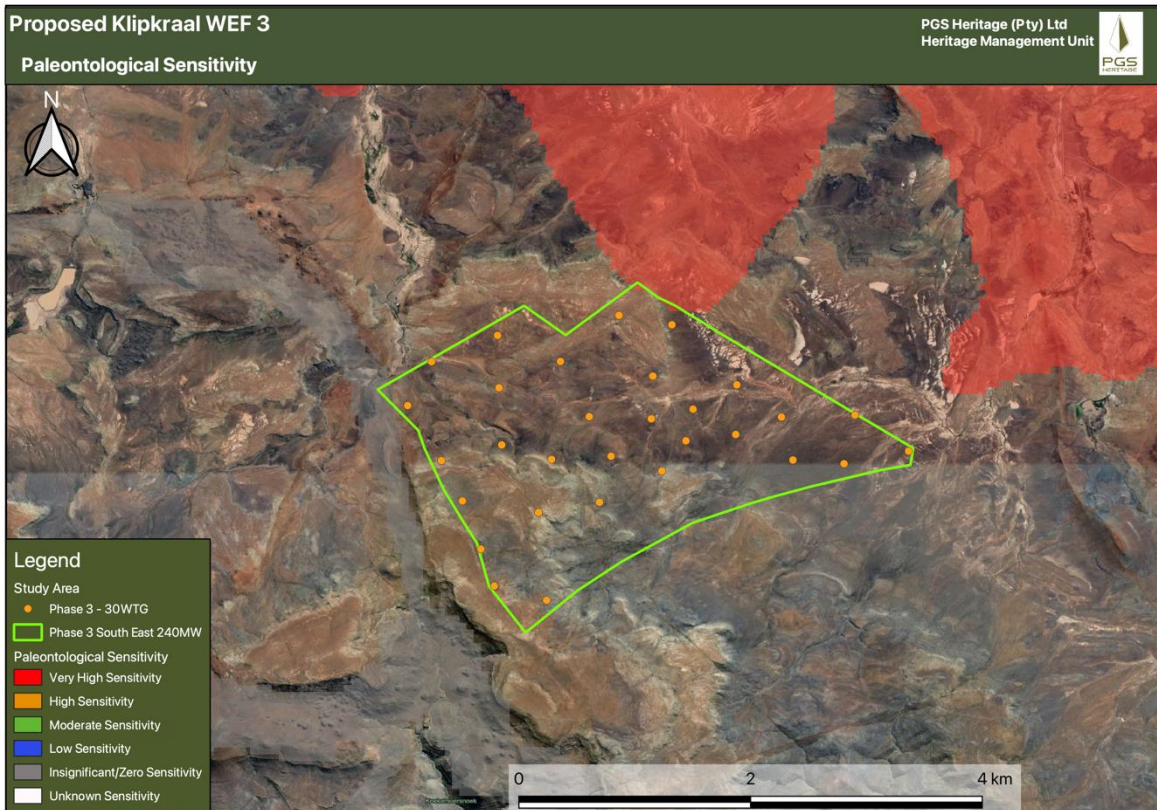 Proposed Klipkraal WEF 3
Paleontological Sensitivity
PGS Heritage (Pty) Ltd
Heritage Management Unit
PGS
HERITAGE
N
Legend
Study Area
Phase 3 - 30WTG
Phase 3 South East 240MW
Paleontological Sensitivity
Very High Sensitivity
High Sensitivity
Moderate Sensitivity
Low Sensitivity
Insignificant/Zero Sensitivity
Unknown Sensitivity
0
2
4 km